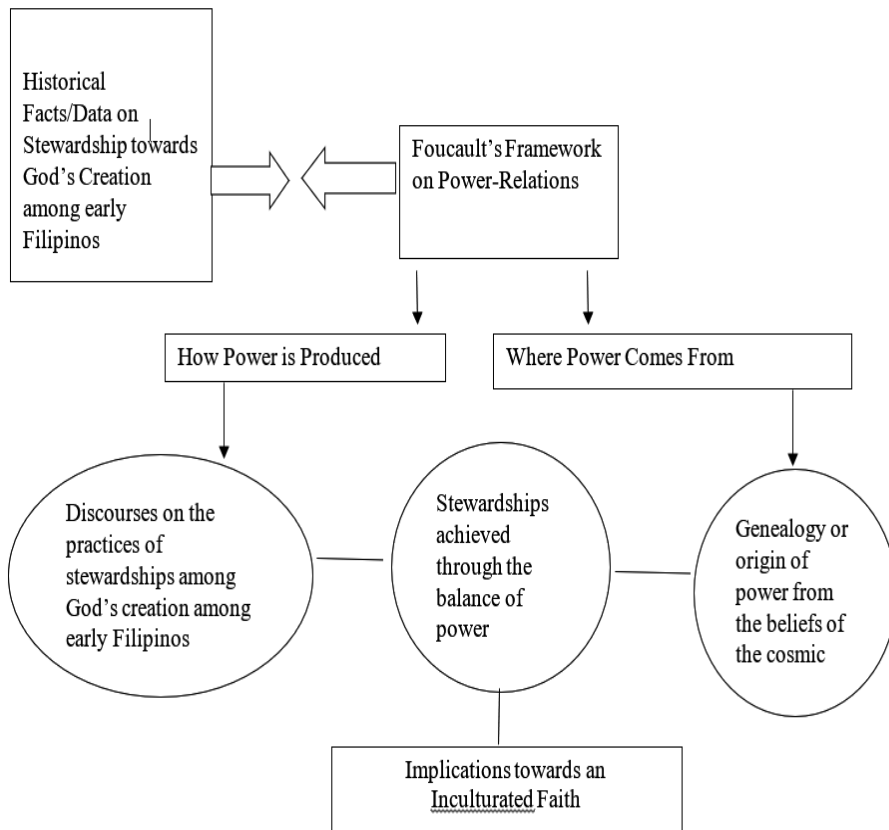 Historical
Facts/Data on
Stewardship towards
God's Creation
among early
Filipinos
Foucault's Framework
on Power-Relations
How Power is Produced
Where Power Comes From
Discourses on the
practices of
stewardships among
God's creation among
early Filipinos
Stewardships
achieved
through the
balance of
power
Genealogy or
origin of
power from
the beliefs of
the cosmic
Implications towards an
Inculturated Faith